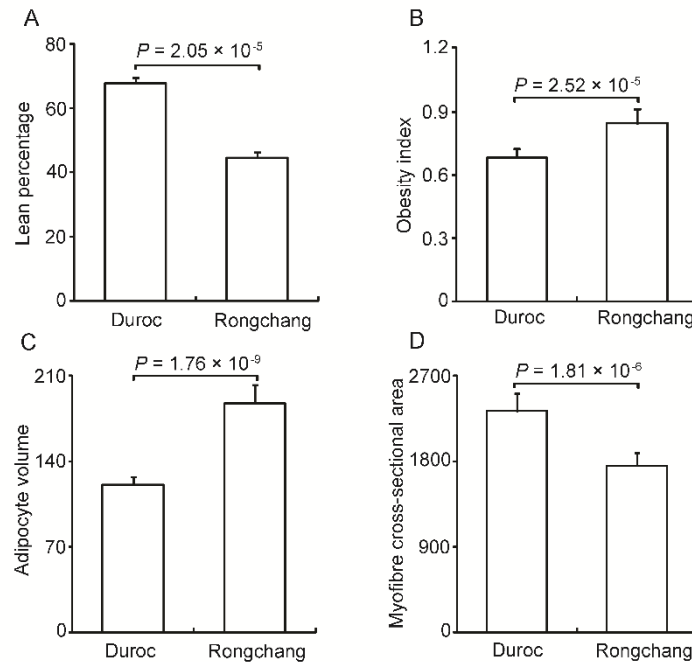 A
Lean percentage
80
60
40
20
0
P = 2.05 × 10⁻⁵
Duroc
Rongchang
B
Obesity index
1.2
0.9
0.6
0.3
0
P = 2.52 × 10⁻⁵
Duroc
Rongchang
C
Adipocyte volume
210
140
70
0
P = 1.76 × 10⁻⁹
Duroc
Rongchang
D
Myofibre cross-sectional area
2700
1800
900
0
P = 1.81 × 10⁻⁶
Duroc
Rongchang